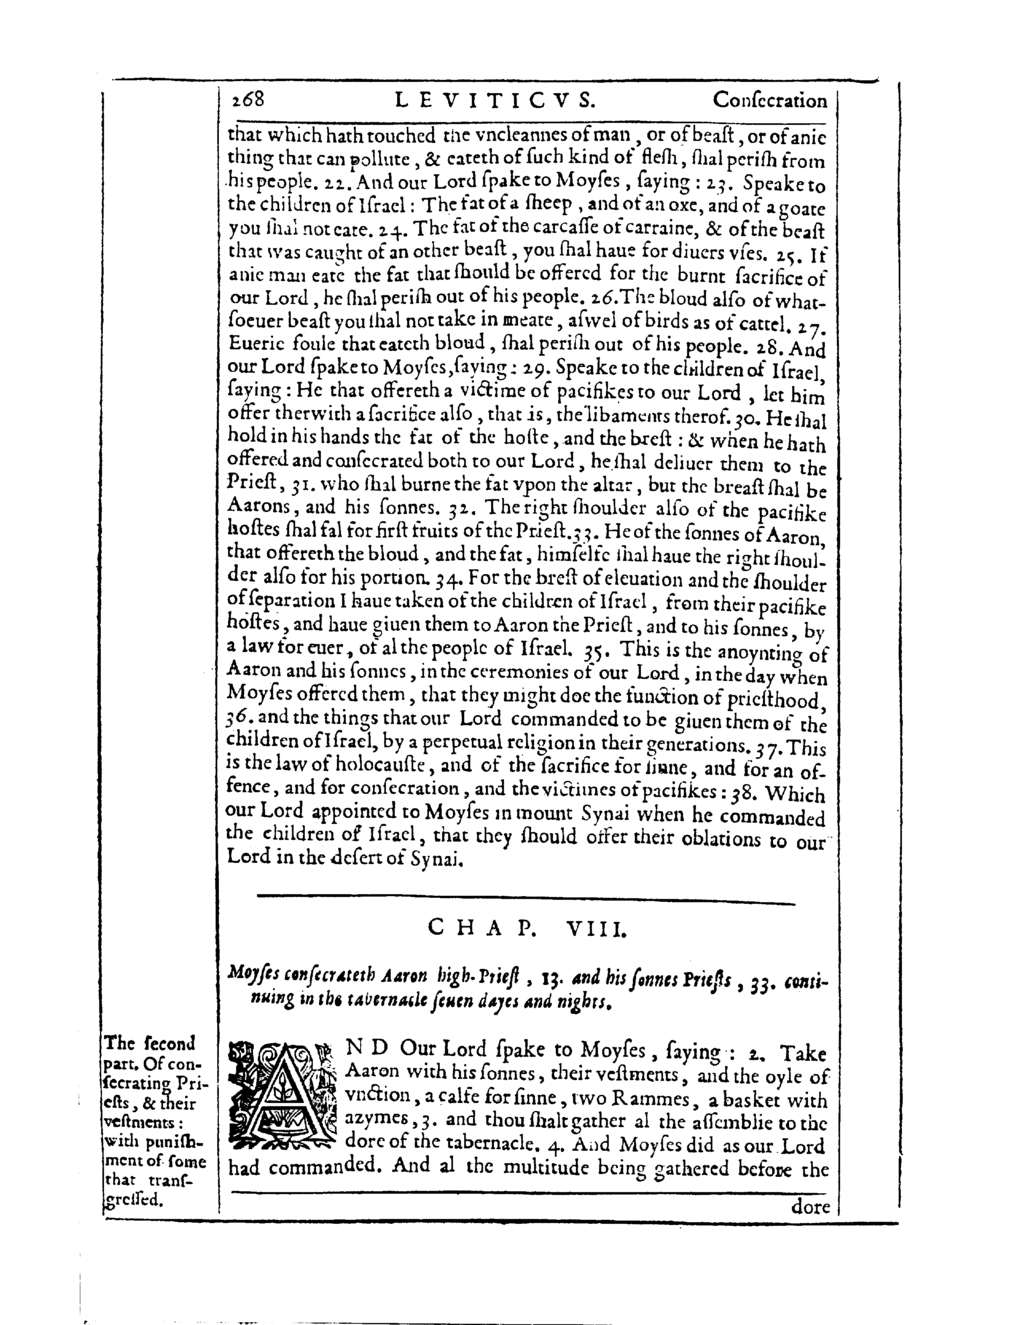 268 LEVITICVS. Conſecration
that which hath touched the vncleannes of man, or of beaſt, or of anie
thing that can pollute, & eateth of ſuch kind of fleſh, ſhal periſh from
his people. 22. And our Lord ſpake to Moyſes, ſaying: 23. Speake to
the children of Iſrael: The fat of a ſheep, and of an oxe, and of a goate
you ſhal not eate. 24. The fat of the carcaſſe of carraine, & of the beaſt
that was caught of an other beaſt, you ſhal haue for diuers vſes. 25. If
anie man eate the fat that ſhould be offered for the burnt ſacrifice of
our Lord, he ſhal periſh out of his people. 26. The bloud alſo of what-
ſoeuer beaſt you ſhal not take in meate, aſwel of birds as of cattel. 27.
Euerie ſoule that eateth bloud, ſhal periſh out of his people. 28. And
our Lord ſpake to Moyſes, ſaying: 29. Speake to the children of Iſrael,
ſaying: He that offereth a victime of pacifikes to our Lord, let him
offer therwith a ſacrifice alſo, that is, the libaments therof. 30. He ſhal
hold in his hands the fat of the hoſte, and the breſt: & when he hath
offered and conſecrated both to our Lord, he ſhal deliuer them to the
Prieſt, 31. who ſhal burne the fat vpon the altar, but the breaſt ſhal be
Aarons, and his ſonnes. 32. The right ſhoulder alſo of the pacifike
hoſtes ſhal fal for firſt fruits of the Prieſt. 33. He of the ſonnes of Aaron,
that offereth the bloud, and the fat, himſelfe ſhal haue the right ſhoul-
der alſo for his portion. 34. For the breſt of eleuation and the ſhoulder
of ſeparation I haue taken of the children of Iſrael, from their pacifike
hoſtes, and haue giuen them to Aaron the Prieſt, and to his ſonnes, by
a law for euer, of al the people of Iſrael. 35. This is the anoynting of
Aaron and his ſonnes, in the ceremonies of our Lord, in the day when
Moyſes offered them, that they might doe the function of prieſthood,
36. and the things that our Lord commanded to be giuen them of the
children of Iſrael, by a perpetual religion in their generations. 37. This
is the law of holocauſte, and of the ſacrifice for ſinne, and for an of-
fence, and for conſecration, and the victimes of pacifikes: 38. Which
our Lord appointed to Moyſes in mount Synai when he commanded
the children of Iſrael, that they ſhould offer their oblations to our
Lord in the deſert of Synai.
CHAP. VIII.
Moyſes conſecrateth Aaron high-Prieſt, 13. and his ſonnes Prieſts, 33. conti-
nuing in the tabernacle ſeuen dayes and nights.
The ſecond
part. Of con-
ſecrating Pri-
eſts, & their
veſtments:
with puniſh-
ment of ſome
that tranſ-
greſſed.
AND Our Lord ſpake to Moyſes, ſaying: 2. Take
Aaron with his ſonnes, their veſtments, and the oyle of
vnction, a calfe for ſinne, two Rammes, a basket with
azymes, 3. and thou ſhalt gather al the aſſemblie to the
dore of the tabernacle. 4. And Moyſes did as our Lord
had commanded. And al the multitude being gathered before the
dore